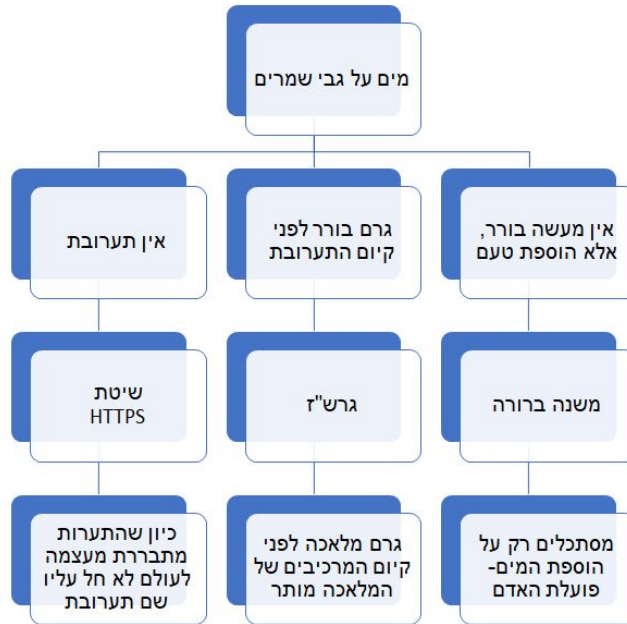 מים על גבי שמרים
אין מעשה בורר,
אלא הוספת טעם
גרם בורר לפני
קיום התערובת
אין תערובת
משנה ברורה
גרש"ז
שיטת
HTTPS
מסתכלים רק על
הוספת המים-
פועלת האדם
גרם מלאכה לפני
קיום המרכיבים של
המלאכה מותר
כיון שהתערות
מתבררת מעצמה
לעולם לא חל עליו
שם תערובת